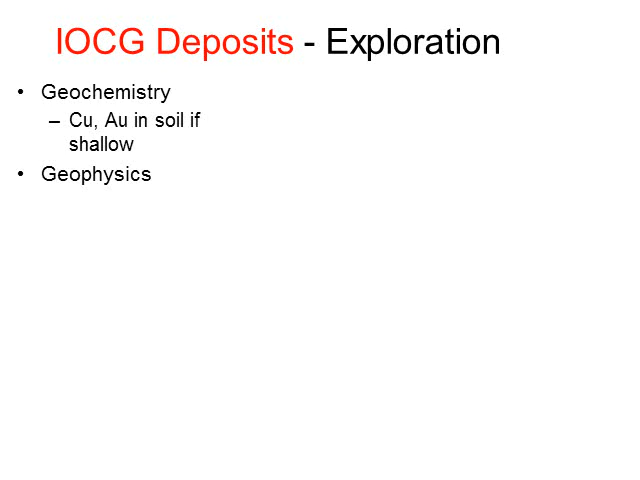 IOCG Deposits - Exploration
• Geochemistry
– Cu, Au in soil if
shallow
• Geophysics